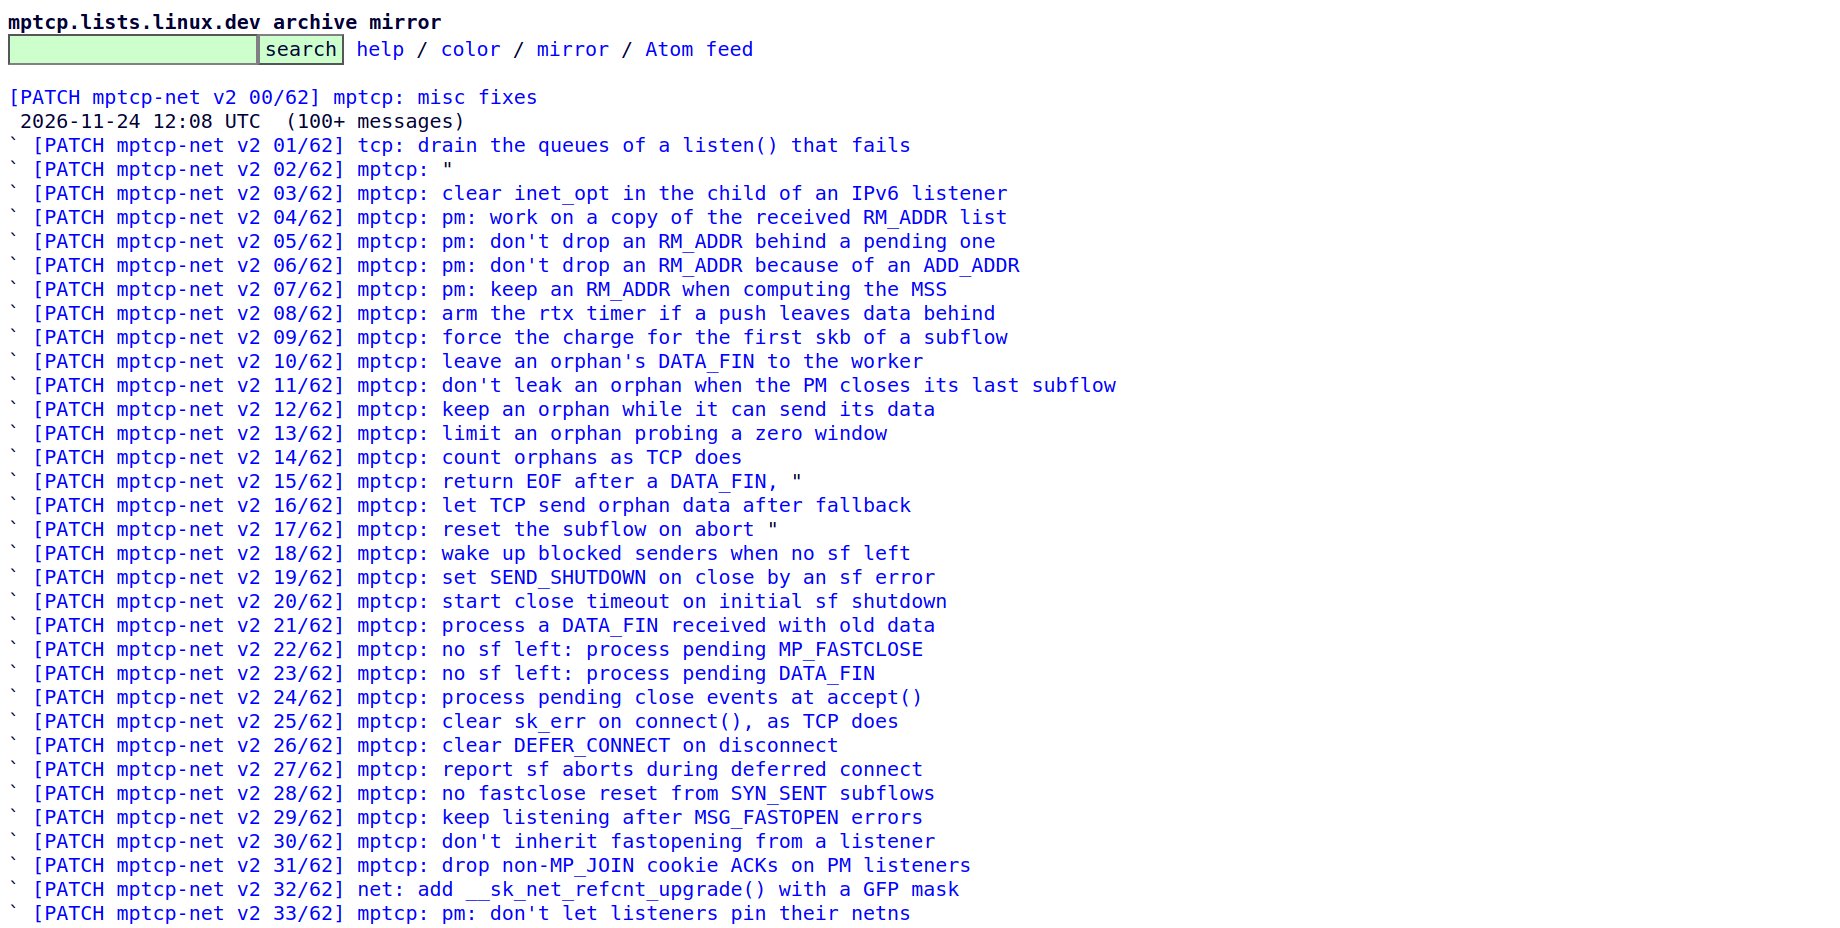 mptcp.lists.linux.dev archive mirror
search help / color / mirror / Atom feed
[PATCH mptcp-net v2 00/62] mptcp: misc fixes
2026-11-24 12:08 UTC  (100+ messages)
` [PATCH mptcp-net v2 01/62] tcp: drain the queues of a listen() that fails
` [PATCH mptcp-net v2 02/62] mptcp: "
` [PATCH mptcp-net v2 03/62] mptcp: clear inet_opt in the child of an IPv6 listener
` [PATCH mptcp-net v2 04/62] mptcp: pm: work on a copy of the received RM_ADDR list
` [PATCH mptcp-net v2 05/62] mptcp: pm: don't drop an RM_ADDR behind a pending one
` [PATCH mptcp-net v2 06/62] mptcp: pm: don't drop an RM_ADDR because of an ADD_ADDR
` [PATCH mptcp-net v2 07/62] mptcp: pm: keep an RM_ADDR when computing the MSS
` [PATCH mptcp-net v2 08/62] mptcp: arm the rtx timer if a push leaves data behind
` [PATCH mptcp-net v2 09/62] mptcp: force the charge for the first skb of a subflow
` [PATCH mptcp-net v2 10/62] mptcp: leave an orphan's DATA_FIN to the worker
` [PATCH mptcp-net v2 11/62] mptcp: don't leak an orphan when the PM closes its last subflow
` [PATCH mptcp-net v2 12/62] mptcp: keep an orphan while it can send its data
` [PATCH mptcp-net v2 13/62] mptcp: limit an orphan probing a zero window
` [PATCH mptcp-net v2 14/62] mptcp: count orphans as TCP does
` [PATCH mptcp-net v2 15/62] mptcp: return EOF after a DATA_FIN, "
` [PATCH mptcp-net v2 16/62] mptcp: let TCP send orphan data after fallback
` [PATCH mptcp-net v2 17/62] mptcp: reset the subflow on abort "
` [PATCH mptcp-net v2 18/62] mptcp: wake up blocked senders when no sf left
` [PATCH mptcp-net v2 19/62] mptcp: set SEND_SHUTDOWN on close by an sf error
` [PATCH mptcp-net v2 20/62] mptcp: start close timeout on initial sf shutdown
` [PATCH mptcp-net v2 21/62] mptcp: process a DATA_FIN received with old data
` [PATCH mptcp-net v2 22/62] mptcp: no sf left: process pending MP_FASTCLOSE
` [PATCH mptcp-net v2 23/62] mptcp: no sf left: process pending DATA_FIN
` [PATCH mptcp-net v2 24/62] mptcp: process pending close events at accept()
` [PATCH mptcp-net v2 25/62] mptcp: clear sk_err on connect(), as TCP does
` [PATCH mptcp-net v2 26/62] mptcp: clear DEFER_CONNECT on disconnect
` [PATCH mptcp-net v2 27/62] mptcp: report sf aborts during deferred connect
` [PATCH mptcp-net v2 28/62] mptcp: no fastclose reset from SYN_SENT subflows
` [PATCH mptcp-net v2 29/62] mptcp: keep listening after MSG_FASTOPEN errors
` [PATCH mptcp-net v2 30/62] mptcp: don't inherit fastopening from a listener
` [PATCH mptcp-net v2 31/62] mptcp: drop non-MP_JOIN cookie ACKs on PM listeners
` [PATCH mptcp-net v2 32/62] net: add __sk_net_refcnt_upgrade() with a GFP mask
` [PATCH mptcp-net v2 33/62] mptcp: pm: don't let listeners pin their netns